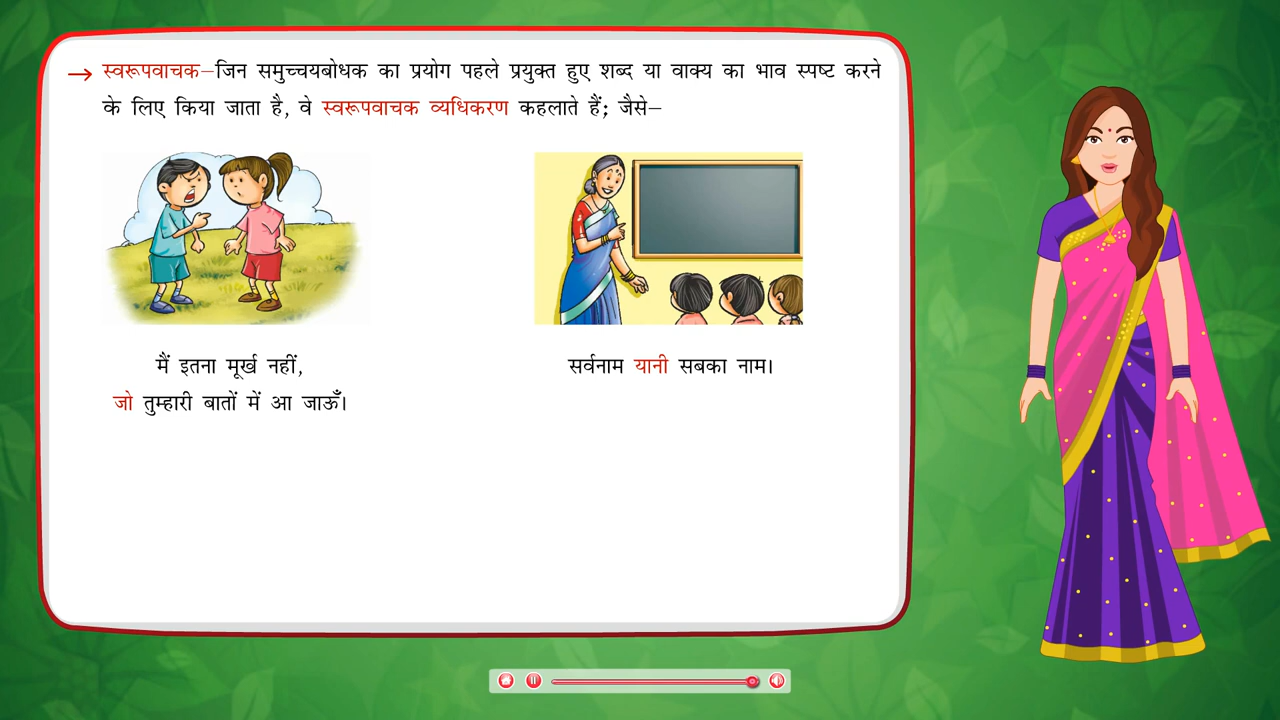 → स्वरूपवाचक–जिन समुच्चयबोधक का प्रयोग पहले प्रयुक्त हुए शब्द या वाक्य का भाव स्पष्ट करने
के लिए किया जाता है, वे स्वरूपवाचक व्यधिकरण कहलाते हैं; जैसे–
मैं इतना मूर्ख नहीं,
जो तुम्हारी बातों में आ जाऊँ।
सर्वनाम यानी सबका नाम।